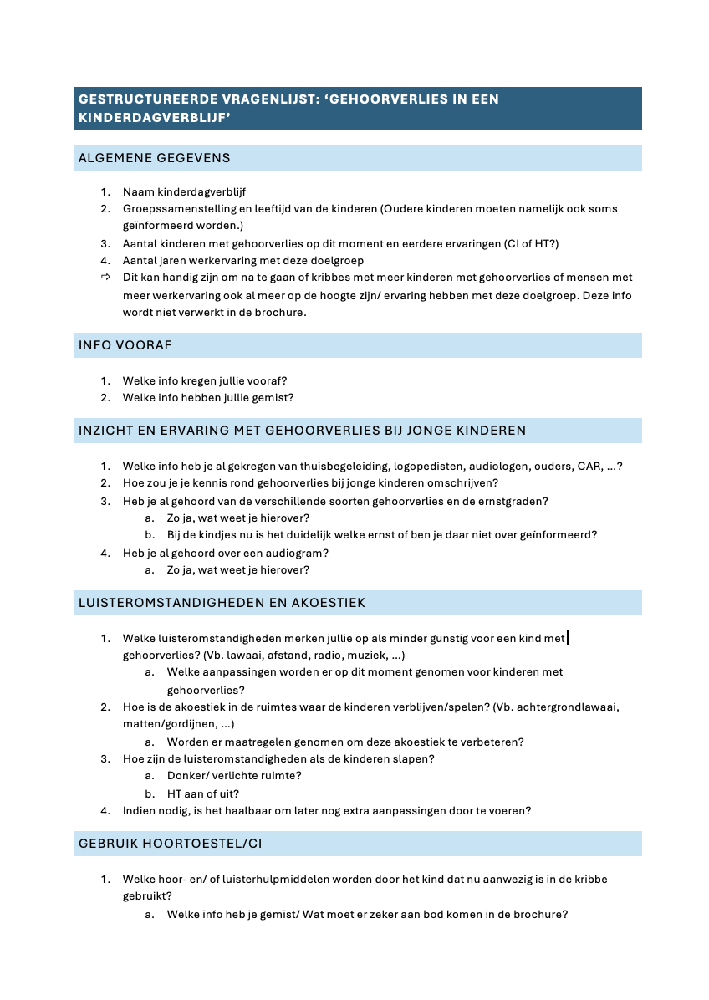 GESTRUCTUREERDE VRAGENLIJST: ‘GEHOORVERLIES IN EEN
KINDERDAGVERBLIJF’
ALGEMENE GEGEVENS
1. Naam kinderdagverblijf
2. Groepssamenstelling en leeftijd van de kinderen (Oudere kinderen moeten namelijk ook soms
geïnformeerd worden.)
3. Aantal kinderen met gehoorverlies op dit moment en eerdere ervaringen (CI of HT?)
4. Aantal jaren werkervaring met deze doelgroep
⇨ Dit kan handig zijn om na te gaan of kribbes met meer kinderen met gehoorverlies of mensen met
meer werkervaring ook al meer op de hoogte zijn/ ervaring hebben met deze doelgroep. Deze info
wordt niet verwerkt in de brochure.
INFO VOORAF
1. Welke info kregen jullie vooraf?
2. Welke info hebben jullie gemist?
INZICHT EN ERVARING MET GEHOORVERLIES BIJ JONGE KINDEREN
1. Welke info heb je al gekregen van thuisbegeleiding, logopedisten, audiologen, ouders, CAR, …?
2. Hoe zou je je kennis rond gehoorverlies bij jonge kinderen omschrijven?
3. Heb je al gehoord van de verschillende soorten gehoorverlies en de ernstgraden?
a. Zo ja, wat weet je hierover?
b. Bij de kindjes nu is het duidelijk welke ernst of ben je daar niet over geïnformeerd?
4. Heb je al gehoord over een audiogram?
a. Zo ja, wat weet je hierover?
LUISTEROMSTANDIGHEDEN EN AKOESTIEK
1. Welke luisteromstandigheden merken jullie op als minder gunstig voor een kind met
gehoorverlies? (Vb. lawaai, afstand, radio, muziek, …)
a. Welke aanpassingen worden er op dit moment genomen voor kinderen met
gehoorverlies?
2. Hoe is de akoestiek in de ruimtes waar de kinderen verblijven/spelen? (Vb. achtergrondlawaai,
matten/gordijnen, …)
a. Worden er maatregelen genomen om deze akoestiek te verbeteren?
3. Hoe zijn de luisteromstandigheden als de kinderen slapen?
a. Donker/ verlichte ruimte?
b. HT aan of uit?
4. Indien nodig, is het haalbaar om later nog extra aanpassingen door te voeren?
GEBRUIK HOORTOESTEL/CI
1. Welke hoor- en/ of luisterhulpmiddelen worden door het kind dat nu aanwezig is in de kribbe
gebruikt?
a. Welke info heb je gemist/ Wat moet er zeker aan bod komen in de brochure?